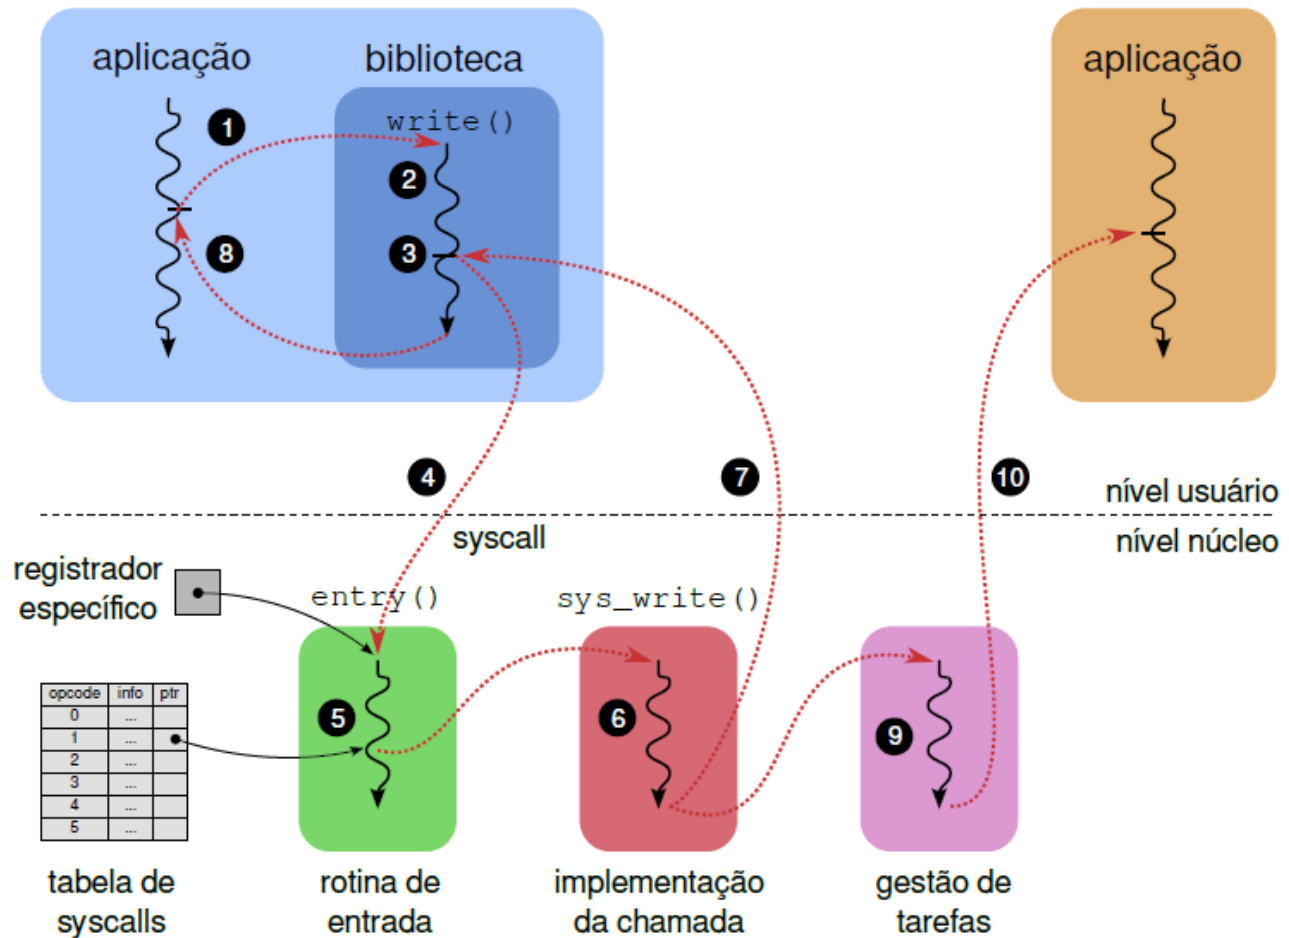 aplicação
biblioteca
aplicação
write()
1
2
3
8
4
7
10
nível usuário
syscall
nível núcleo
registrador
específico
entry()
sys_write()
opcode info ptr
0 ...
1 ...
2 ...
3 ...
4 ...
5 ...
5
6
9
tabela de
syscalls
rotina de
entrada
implementação
da chamada
gestão de
tarefas